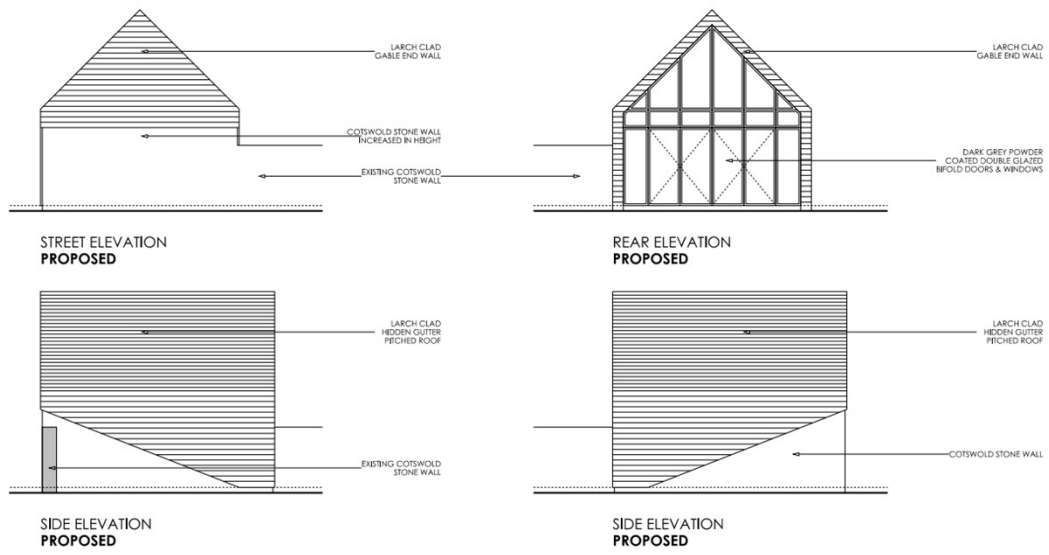 LARCH CLAD
GABLE END WALL
COTSWOLD STONE WALL
INCREASED IN HEIGHT
EXISTING COTSWOLD
STONE WALL
STREET ELEVATION
PROPOSED
LARCH CLAD
GABLE END WALL
DARK GREY POWDER
COATED DOUBLE GLAZED
BIFOLD DOORS & WINDOWS
REAR ELEVATION
PROPOSED
LARCH CLAD
HIDDEN GUTTER
PITCHED ROOF
EXISTING COTSWOLD
STONE WALL
SIDE ELEVATION
PROPOSED
LARCH CLAD
HIDDEN GUTTER
PITCHED ROOF
COTSWOLD STONE WALL
SIDE ELEVATION
PROPOSED